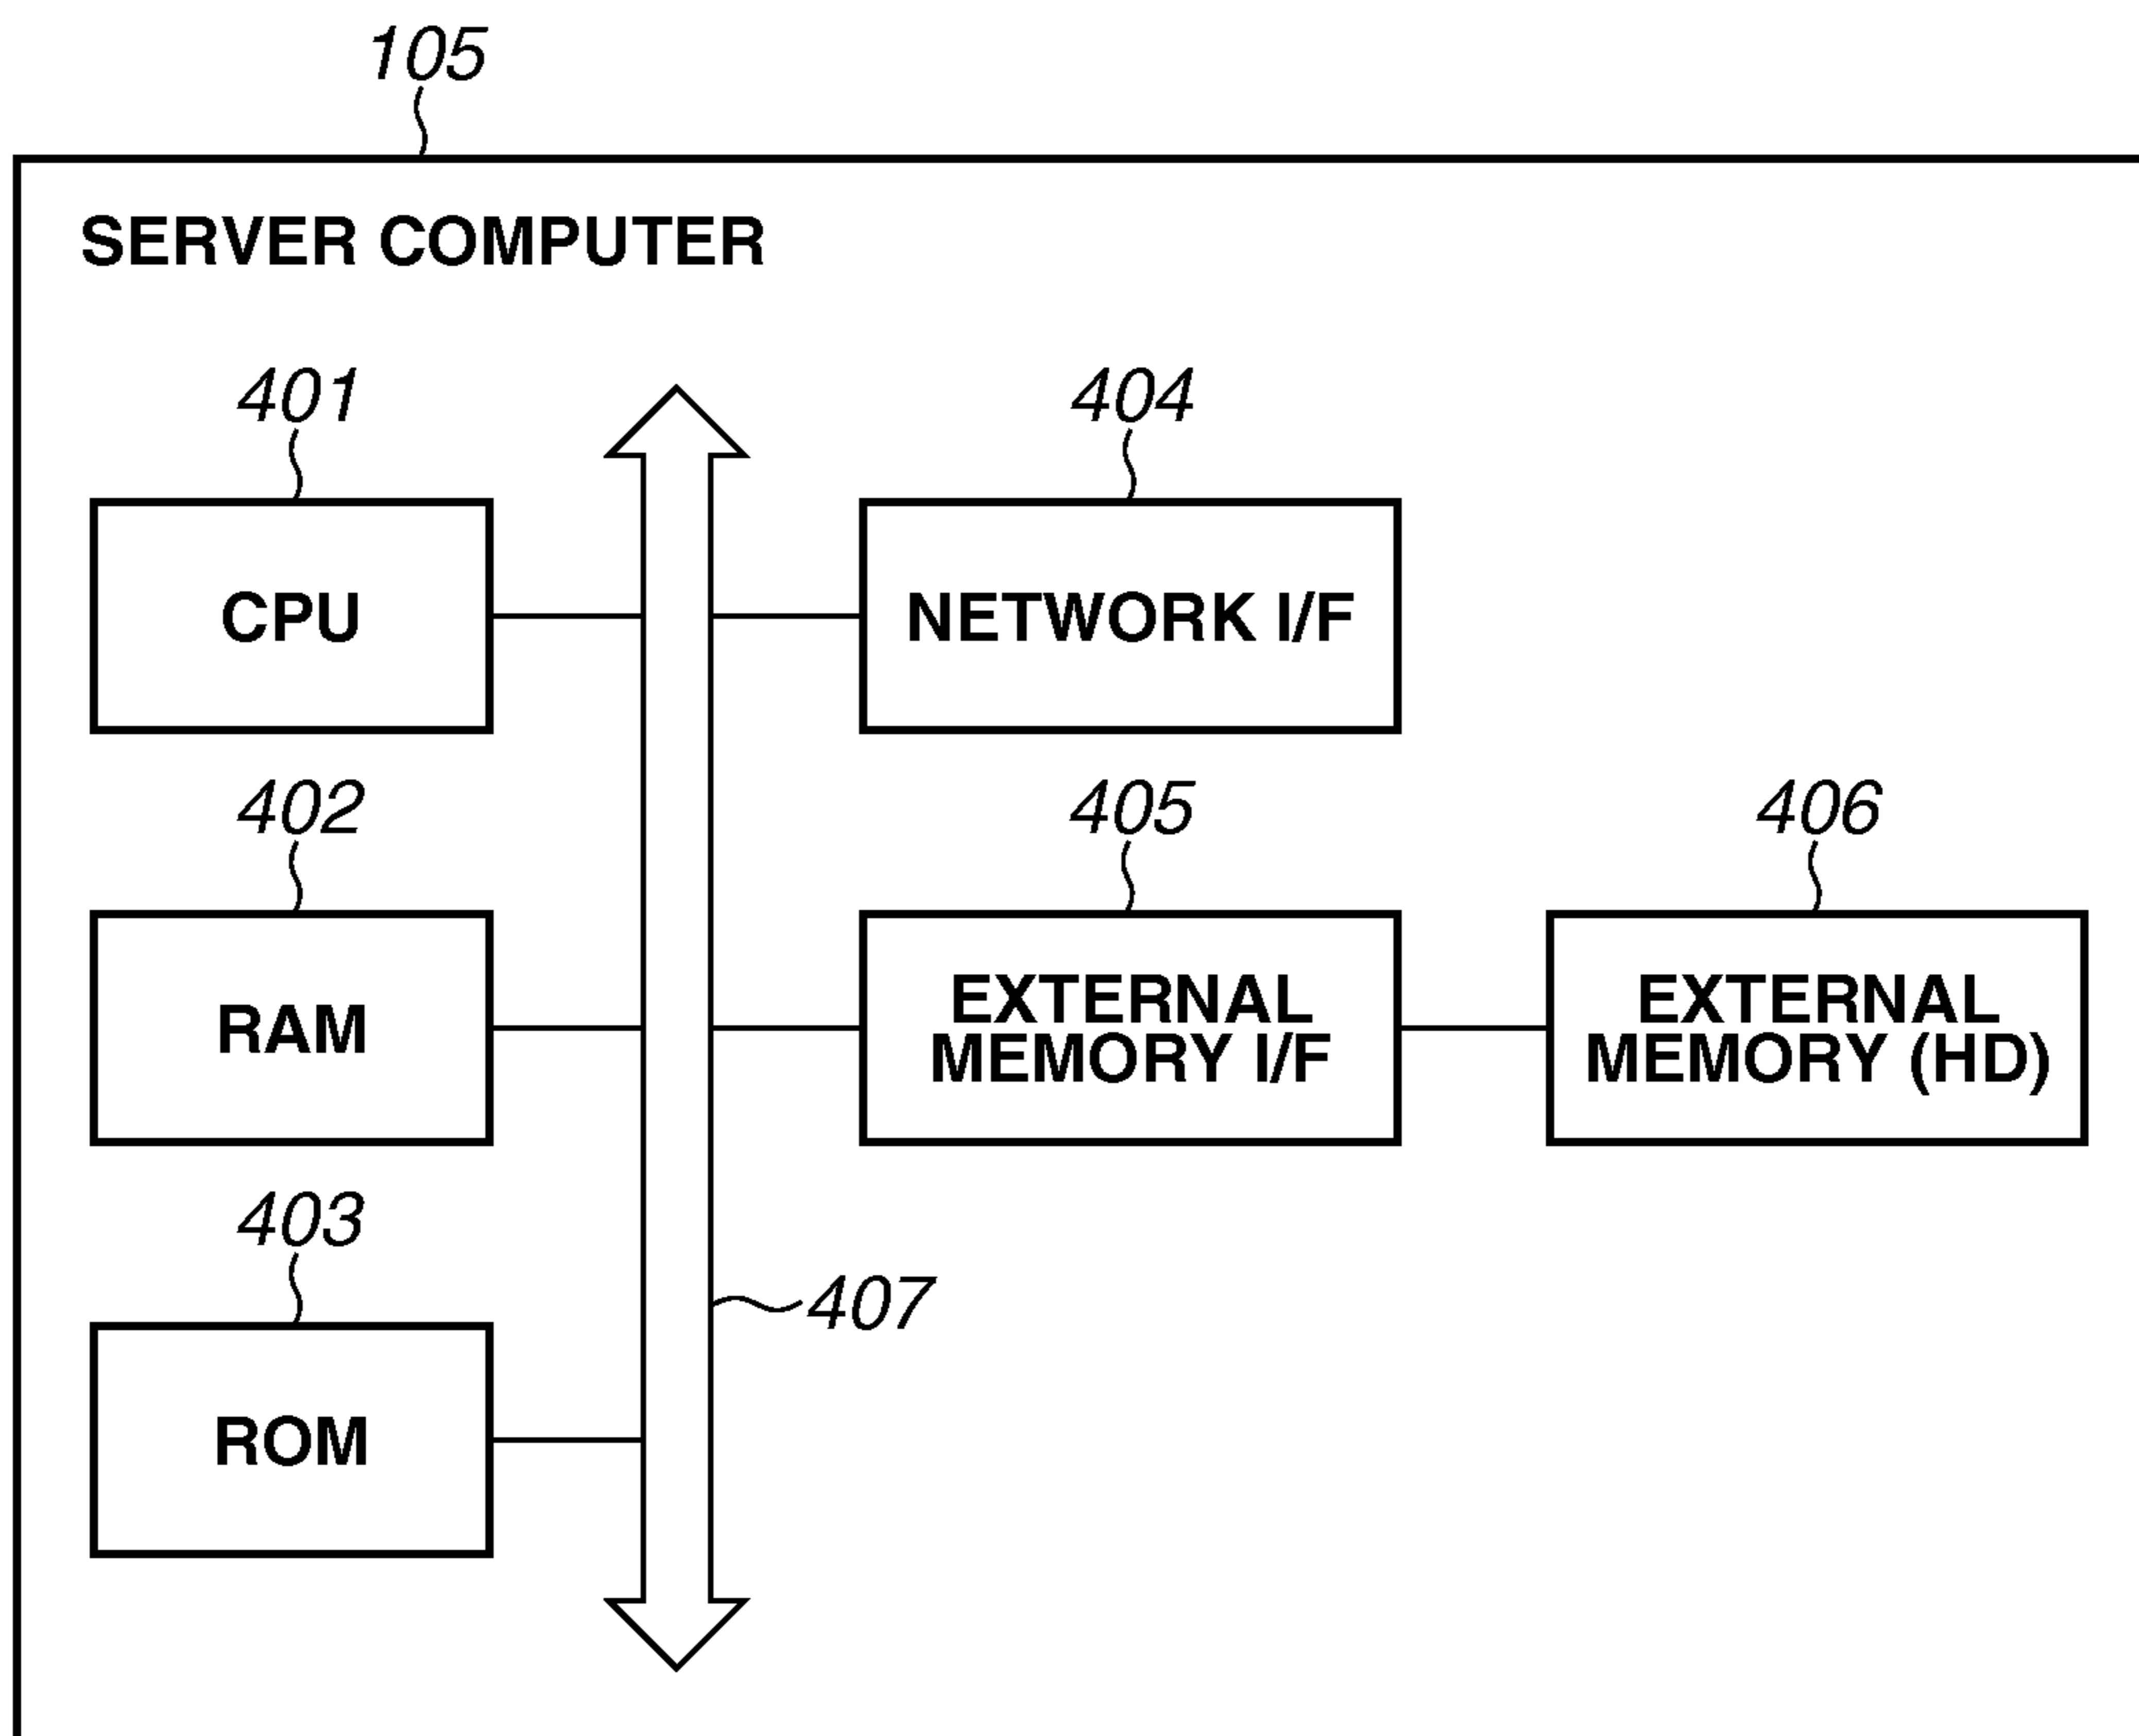 105
SERVER COMPUTER
401
404
CPU
NETWORK I/F
402
405
406
RAM
EXTERNAL
MEMORY I/F
EXTERNAL
MEMORY (HD)
403
407
ROM